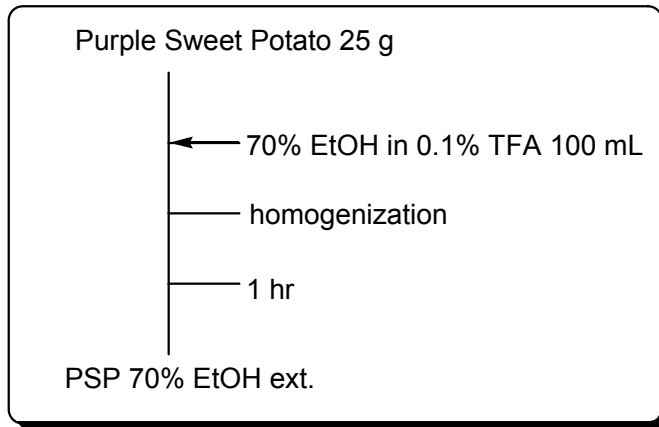 Purple Sweet Potato 25 g
70% EtOH in 0.1% TFA 100 mL
homogenization
1 hr
PSP 70% EtOH ext.